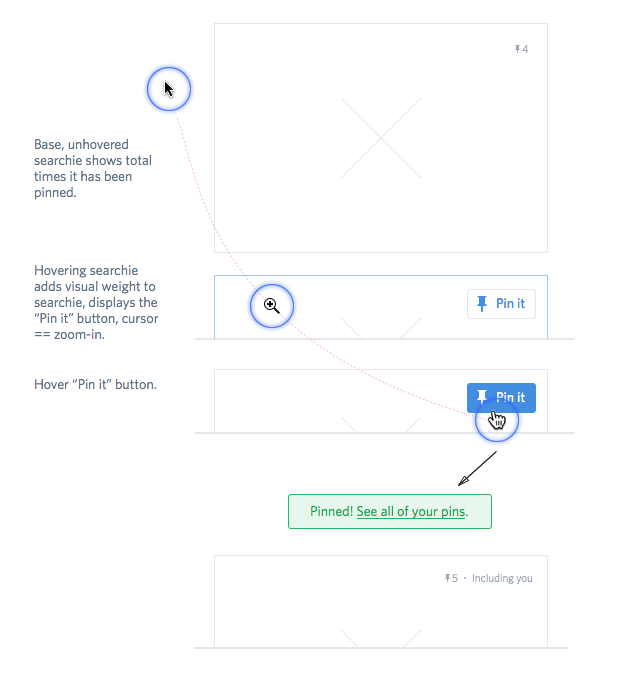 4
Base, unhovered
searchie shows total
times it has been
pinned.
Hovering searchie
adds visual weight to
searchie, displays the
“Pin it” button, cursor
== zoom-in.
Pin it
Hover “Pin it” button.
Pin it
Pinned! See all of your pins.
5 · Including you